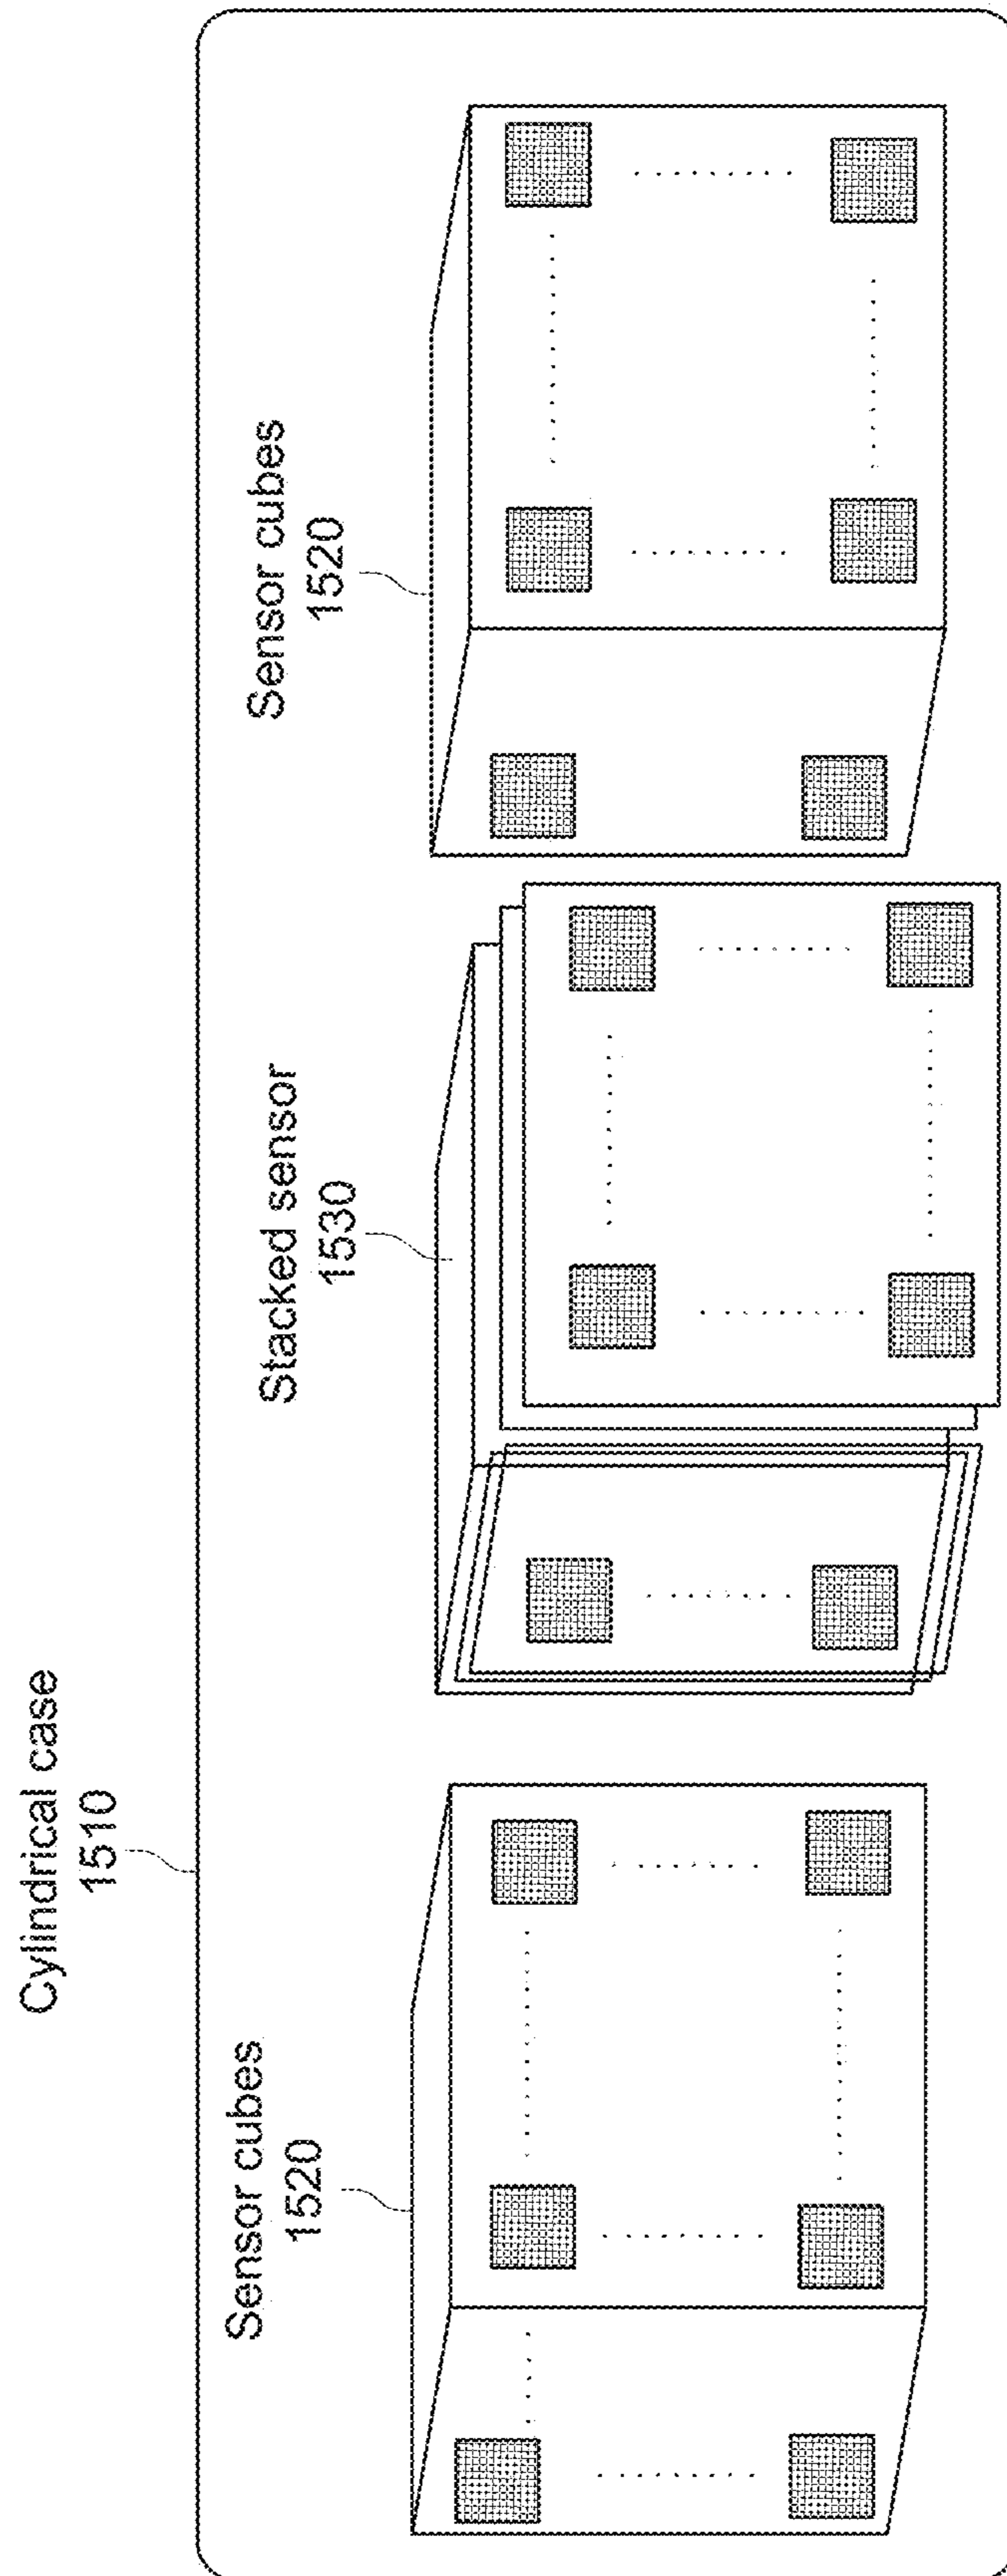 Cylindrical case
1510
Sensor cubes
1520
Stacked sensor
1530
Sensor cubes
1520